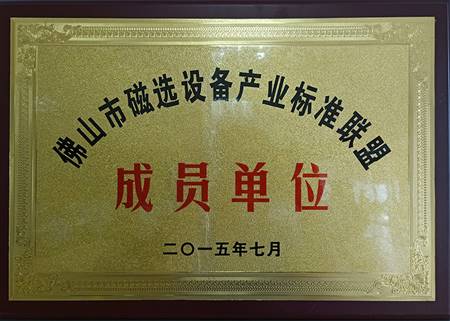 佛山市磁选设备产业标准联盟
成员单位
二〇一五年七月